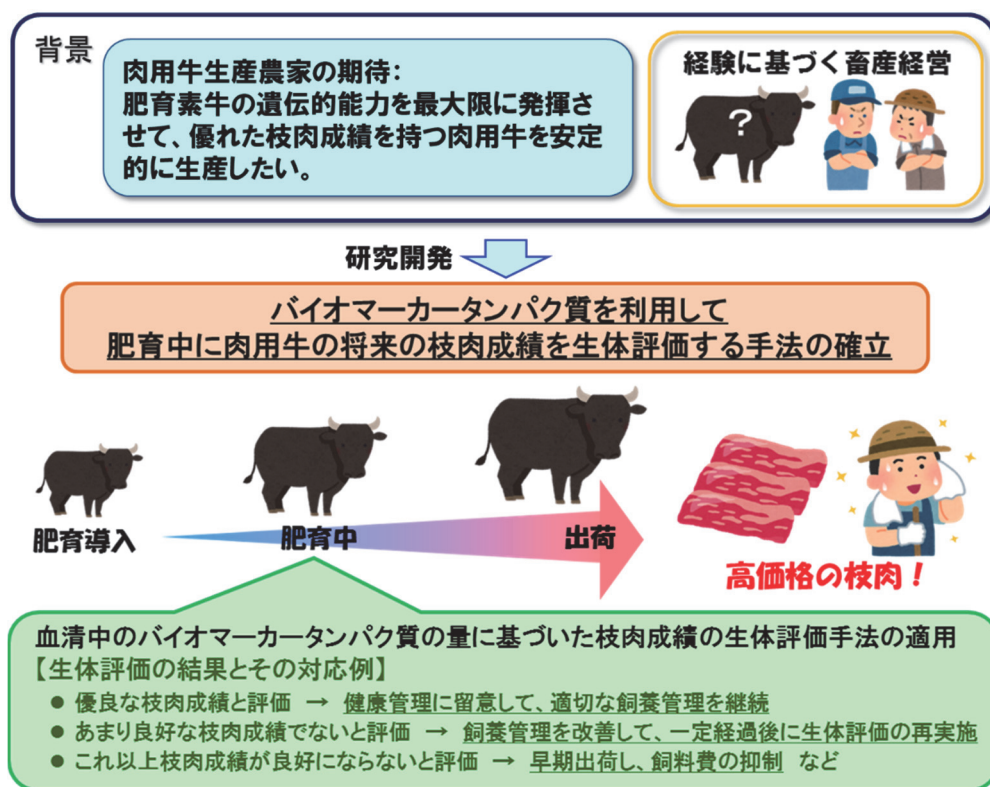 背景
肉用牛生産農家の期待:
肥育素牛の遺伝的能力を最大限に発揮さ
せて、優れた枝肉成績を持つ肉用牛を安定
的に生産したい。
経験に基づく畜産経営
?
研究開発
バイオマーカータンパク質を利用して
肥育中に肉用牛の将来の枝肉成績を生体評価する手法の確立
肥育導入
肥育中
出荷
高価格の枝肉!
血清中のバイオマーカータンパク質の量に基づいた枝肉成績の生体評価手法の適用
【生体評価の結果とその対応例】
● 優良な枝肉成績と評価 → 健康管理に留意して、適切な飼養管理を継続
● あまり良好な枝肉成績でないと評価 → 飼養管理を改善して、一定経過後に生体評価の再実施
● これ以上枝肉成績が良好にならないと評価 → 早期出荷し、飼料費の抑制 など